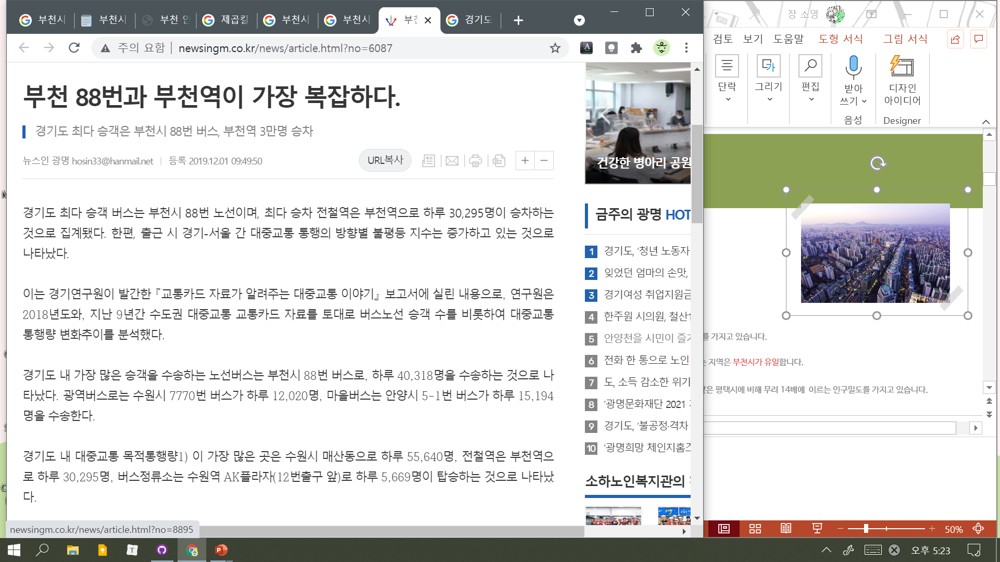 부천시
부천시
부천 인
제곱킬
부천시
부천시
부천
경기도
주의 요함
newsingm.co.kr/news/article.html?no=6087
부천 88번과 부천역이 가장 복잡하다.
경기도 최다 승객은 부천시 88번 버스, 부천역 3만명 승차
뉴스인 광명 hosin33@hanmail.net
등록 2019.12.01 09:49:50
URL복사
경기도 최다 승객 버스는 부천시 88번 노선이며, 최다 승차 전철역은 부천역으로 하루 30,295명이 승차하는
것으로 집계됐다. 한편, 출근 시 경기-서울 간 대중교통 통행의 방향별 불평등 지수는 증가하고 있는 것으로
나타났다.
이는 경기연구원이 발간한 『교통카드 자료가 알려주는 대중교통 이야기』 보고서에 실린 내용으로, 연구원은
2018년도와, 지난 9년간 수도권 대중교통 교통카드 자료를 토대로 버스노선 승객 수를 비롯하여 대중교통
통행량 변화추이를 분석했다.
경기도 내 가장 많은 승객을 수송하는 노선버스는 부천시 88번 버스로, 하루 40,318명을 수송하는 것으로 나
타났다. 광역버스로는 수원시 7770번 버스가 하루 12,020명, 마을버스는 안양시 5-1번 버스가 하루 15,194
명을 수송한다.
경기도 내 대중교통 목적통행량1) 이 가장 많은 곳은 수원시 매산동으로 하루 55,640명, 전철역은 부천역으
로 하루 30,295명, 버스정류소는 수원역 AK플라자(12번출구 앞)로 하루 5,669명이 탑승하는 것으로 나타났
다.
newsingm.co.kr/news/article.html?no=8895
건강한 병아리 공원
금주의 광명 HOT
1 경기도, ‘청년 노동자
2 잊었던 엄마의 손맛,
3 경기여성 취업지원금
4 한주원 시의원, 철산1
5 안양천을 시민이 즐겨
6 전화 한 통으로 노인
7 도, 소득 감소한 위기
8 ‘광명문화재단 2021
9 경기도, ‘불공정·격차
10 ‘광명희망 체인지홈즈
소하노인복지관의
장 소영
검토
보기
도움말
도형 서식
그림 서식
단락
그리기
편집
받아
쓰기
디자인
아이디어
음성
Designer
를 가지고 있습니다.
는 지역은 부천시가 유일합니다.
낮은 평택시에 비해 무려 14배에 이르는 인구밀도를 가지고 있습니다.
50%
오후 5:23